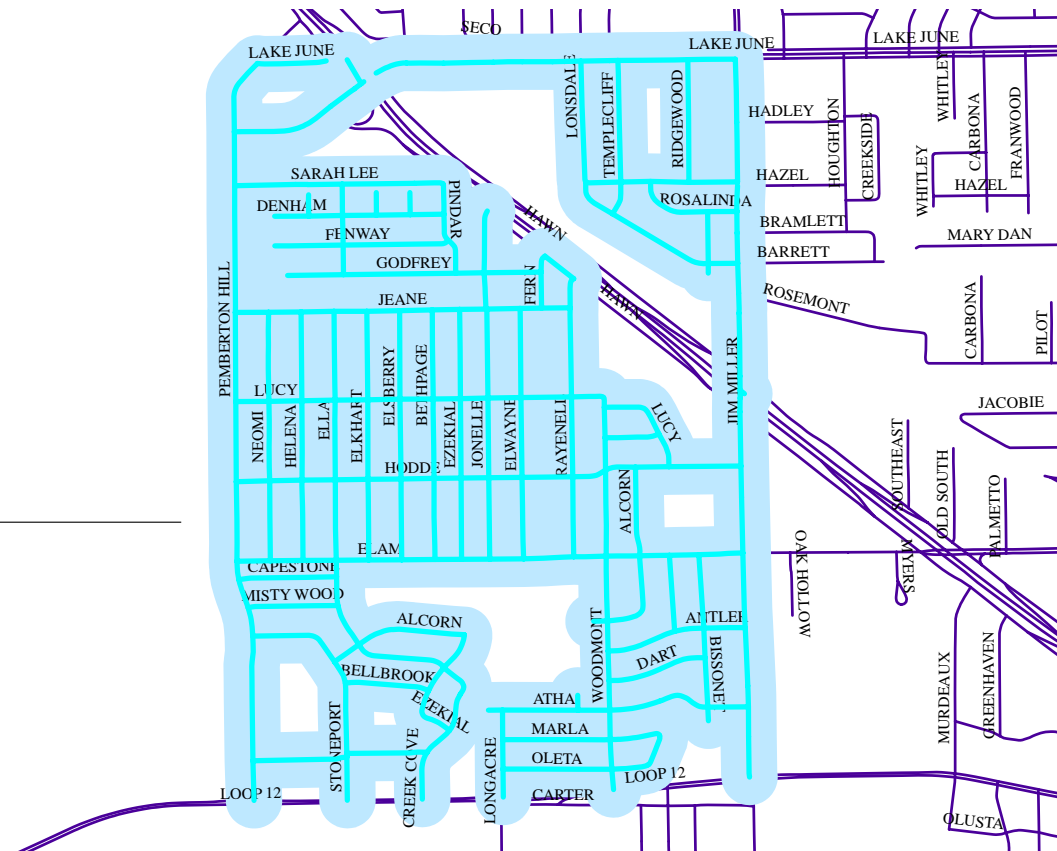 SECO
LAKE JUNE
LAKE JUNE
LAKE JUNE
LONSDALE
TEMPLECLIFF
RIDGEWOOD
HADLEY
HOUGHTON
CREEKSIDE
WHITLEY
CARBONA
FRANWOOD
WHITLEY
HAZEL
HAZEL
SARAH LEE
PINDAR
DENHAM
FENWAY
GODFREY
ROSALINDA
BRAMLETT
BARRETT
MARY DAN
HAWN
HAWN
FERN
JEANE
PEMBERTON HILL
ROSEMONT
CARBONA
PILOT
JIM MILLER
LUCY
LUCY
NEOMI
HELENA
ELLA
ELKHART
ELSBERRY
BETHPAGE
EZEKIAL
JONELLE
ELWAYNE
RAYENELL
JACOBIE
HODDE
ALCORN
SOUTHEAST
OLD SOUTH
PALMETTO
ELAM
CAPESTONE
MISTY WOOD
OAK HOLLOW
MYERS
ALCORN
WOODMONT
ANTLER
DART
BISSONET
BELLBROOK
EZEKIAL
ATHA
MARLA
OLETA
MURDEAUX
GREENHAVEN
STONEPORT
CREEK COVE
LONGACRE
LOOP 12
LOOP 12
CARTER
OLUSTA